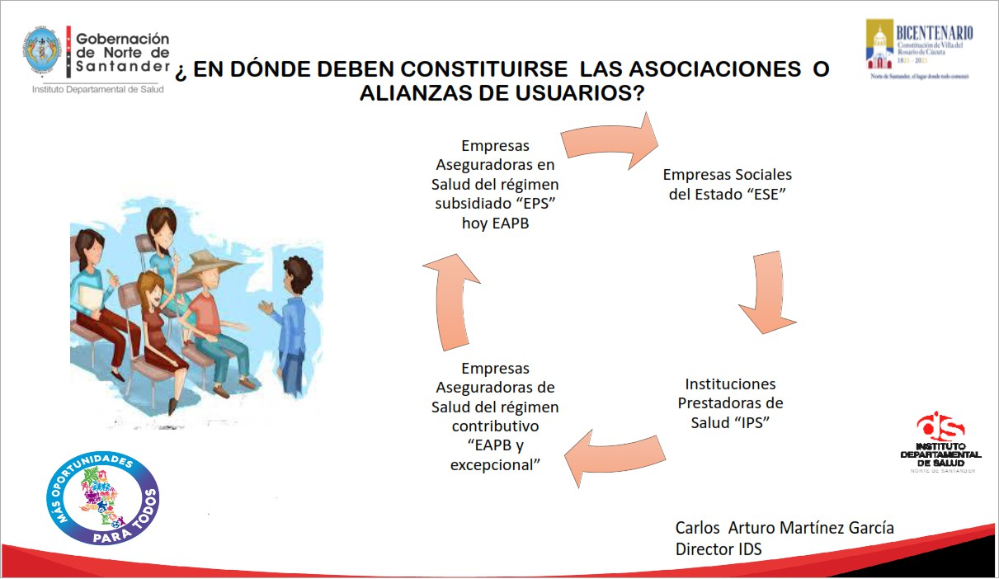 Gobernación
de Norte de
Santander
Instituto Departamental de Salud
BICENTENARIO
Constitución de Villa del
Rosario de Cúcuta
1821 - 2021
Norte de Santander, el lugar donde todo comenzó
¿ EN DÓNDE DEBEN CONSTITUIRSE LAS ASOCIACIONES O
ALIANZAS DE USUARIOS?
Empresas
Aseguradoras en
Salud del régimen
subsidiado “EPS”
hoy EAPB
Empresas Sociales
del Estado “ESE”
Instituciones
Prestadoras de
Salud “IPS”
Empresas
Aseguradoras de
Salud del régimen
contributivo
“EAPB y
excepcional”
MÁS OPORTUNIDADES
PARA TODOS
ids
INSTITUTO
DEPARTAMENTAL
DE SALUD
NORTE DE SANTANDER
Carlos Arturo Martínez García
Director IDS